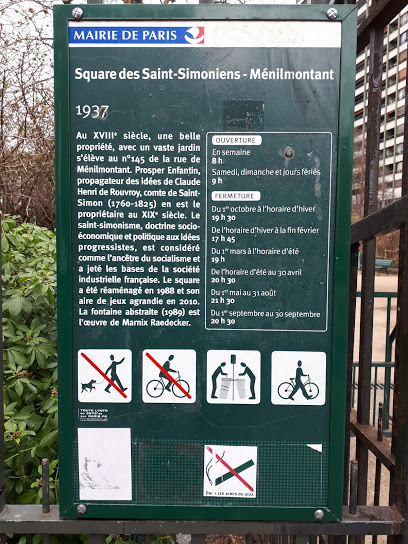 MAIRIE DE PARIS
Square des Saint-Simoniens - Ménilmontant
1937
Au XVIIIᵉ siècle, une belle
propriété, avec un vaste jardin
s'élève au n°145 de la rue de
Ménilmontant. Prosper Enfantin,
propagateur des idées de Claude
Henri de Rouvroy, comte de Saint-
Simon (1760-1825) en est le
propriétaire au XIXᵉ siècle. Le
saint-simonisme, doctrine socio-
économique et politique aux idées
progressistes, est considéré
comme l'ancêtre du socialisme et
a jeté les bases de la société
industrielle française. Le square
a été réaménagé en 1988 et son
aire de jeux agrandie en 2010.
La fontaine abstraite (1989) est
l'œuvre de Marnix Raedecker.
OUVERTURE
En semaine
8 h
Samedi, dimanche et jours fériés
9 h
FERMETURE
Du 1er octobre à l'horaire d'hiver
19 h 30
De l'horaire d'hiver à la fin février
17 h 45
Du 1er mars à l'horaire d'été
19 h
De l'horaire d'été au 30 avril
20 h 30
Du 1er mai au 31 août
21 h 30
Du 1er septembre au 30 septembre
20 h 30
TOUTE L'INFO
DANS LES AIRES DE JEUX